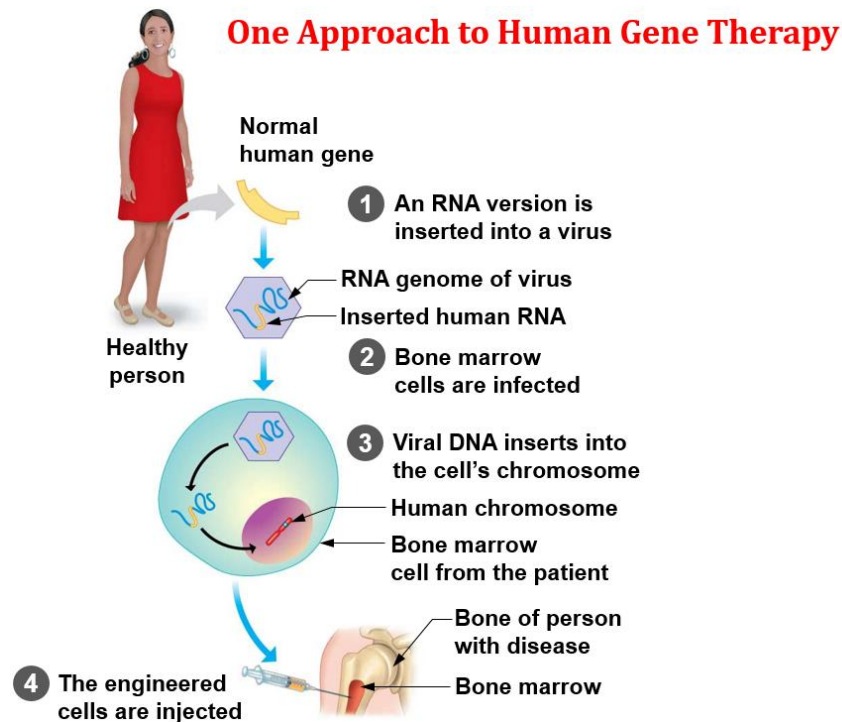 One Approach to Human Gene Therapy
Normal
human gene
1 An RNA version is
inserted into a virus
RNA genome of virus
Inserted human RNA
Healthy
person
2 Bone marrow
cells are infected
3 Viral DNA inserts into
the cell's chromosome
Human chromosome
Bone marrow
cell from the patient
Bone of person
with disease
Bone marrow
4 The engineered
cells are injected